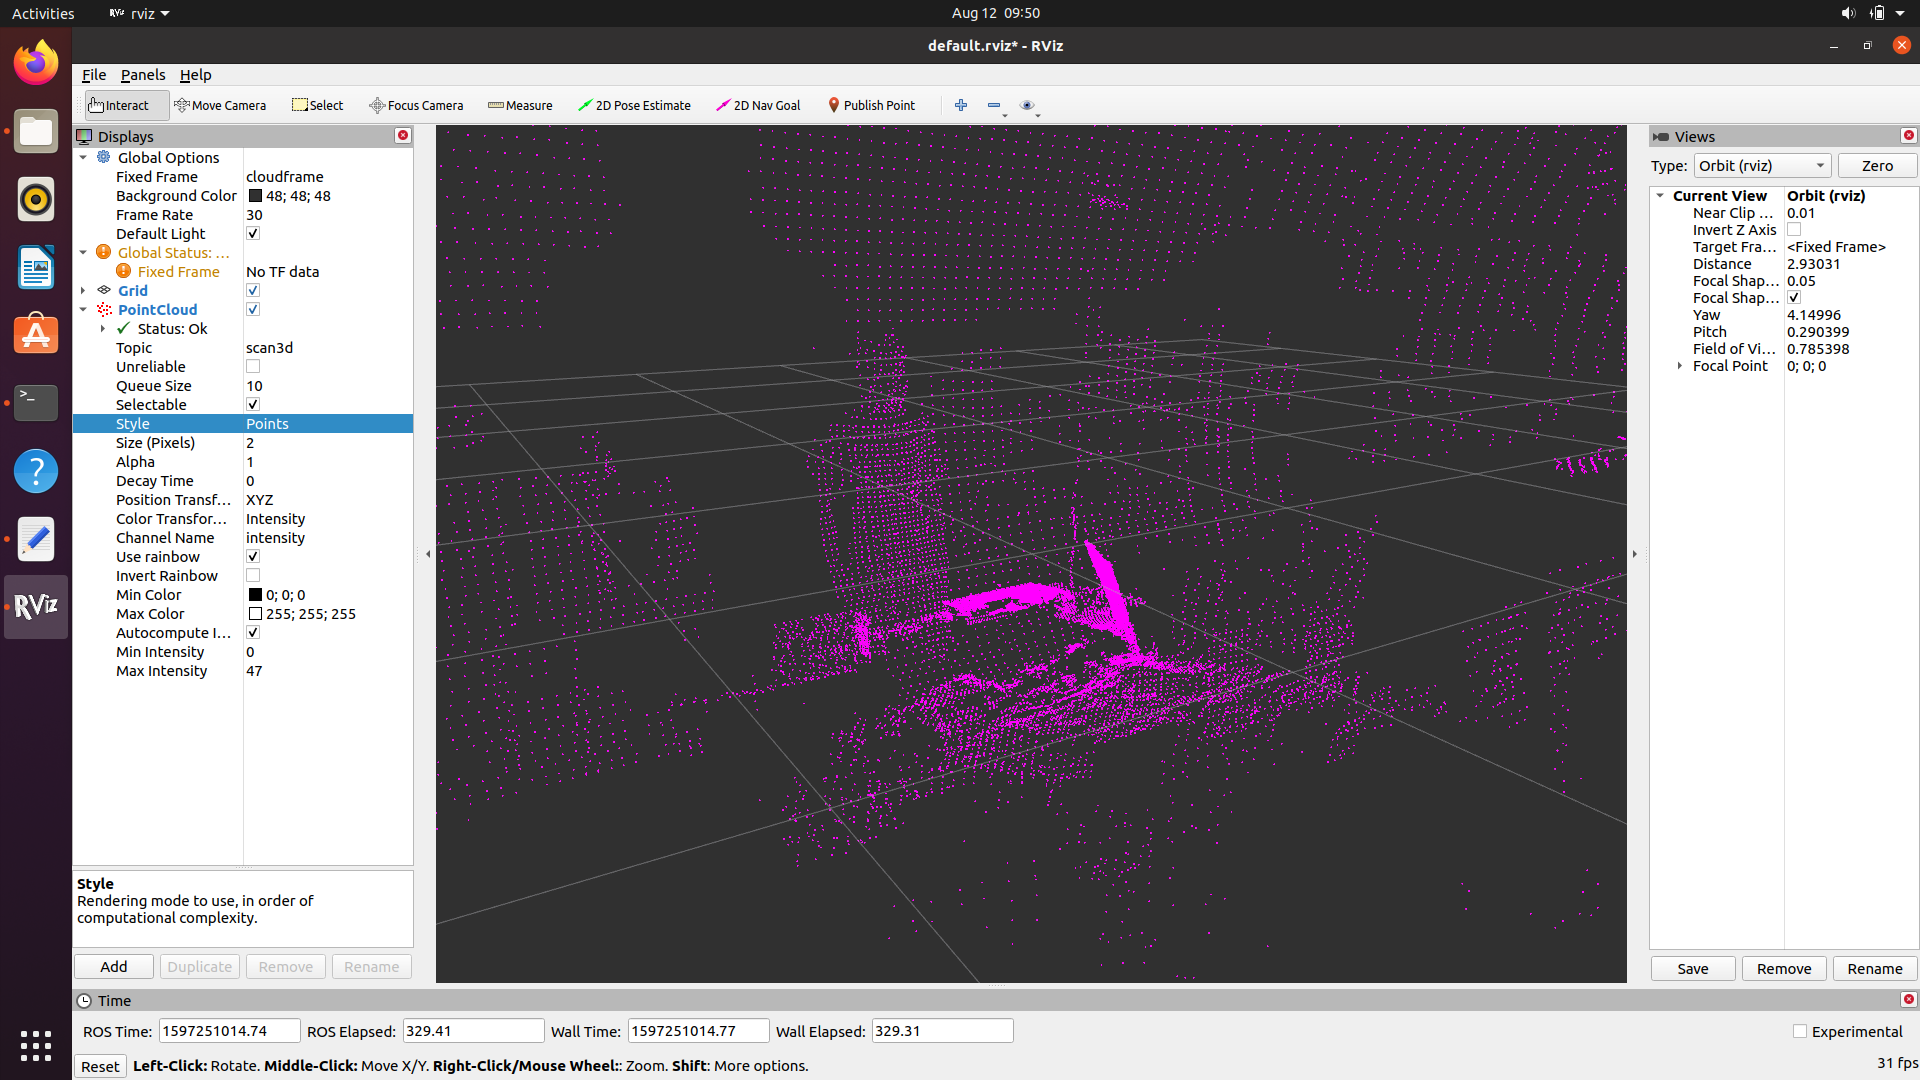 Activities
RViz rviz
Aug 12 09:50
default.rviz* - RViz
File Panels Help
Interact Move Camera Select Focus Camera Measure 2D Pose Estimate 2D Nav Goal Publish Point
Displays
Global Options
Fixed Frame cloudframe
Background Color 48; 48; 48
Frame Rate 30
Default Light
Global Status: ...
Fixed Frame No TF data
Grid
PointCloud
Status: Ok
Topic scan3d
Unreliable
Queue Size 10
Selectable
Style Points
Size (Pixels) 2
Alpha 1
Decay Time 0
Position Transf... XYZ
Color Transfor... Intensity
Channel Name intensity
Use rainbow
Invert Rainbow
Min Color 0; 0; 0
Max Color 255; 255; 255
Autocompute I...
Min Intensity 0
Max Intensity 47
Style
Rendering mode to use, in order of
computational complexity.
Add Duplicate Remove Rename
Views
Type: Orbit (rviz) Zero
Current View Orbit (rviz)
Near Clip ... 0.01
Invert Z Axis
Target Fra... <Fixed Frame>
Distance 2.93031
Focal Shap... 0.05
Focal Shap...
Yaw 4.14996
Pitch 0.290399
Field of Vi... 0.785398
Focal Point 0; 0; 0
Save Remove Rename
>_
?
RViz
Time
ROS Time: 1597251014.74 ROS Elapsed: 329.41 Wall Time: 1597251014.77 Wall Elapsed: 329.31 Experimental
Reset Left-Click: Rotate. Middle-Click: Move X/Y. Right-Click/Mouse Wheel:: Zoom. Shift: More options. 31 fps